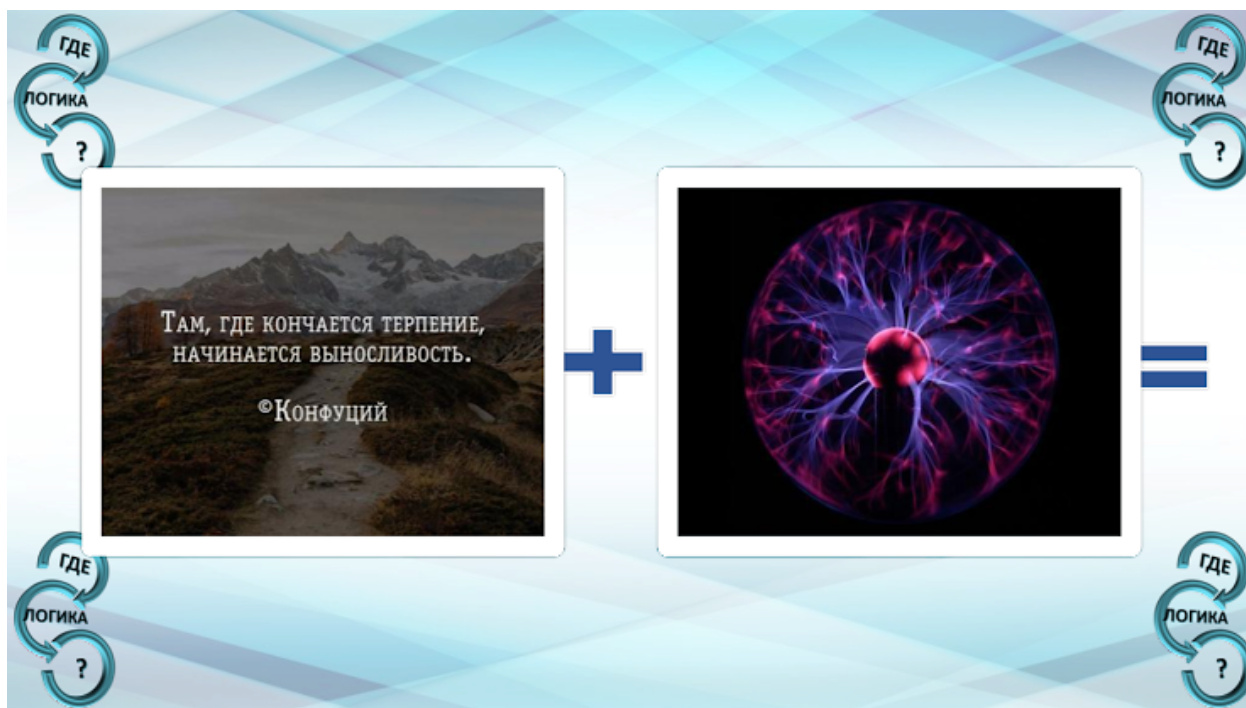 ГДЕ
ЛОГИКА
?
ГДЕ
ЛОГИКА
?
Там, где кончается терпение,
начинается выносливость.
©Конфуций
ГДЕ
ЛОГИКА
?
ГДЕ
ЛОГИКА
?